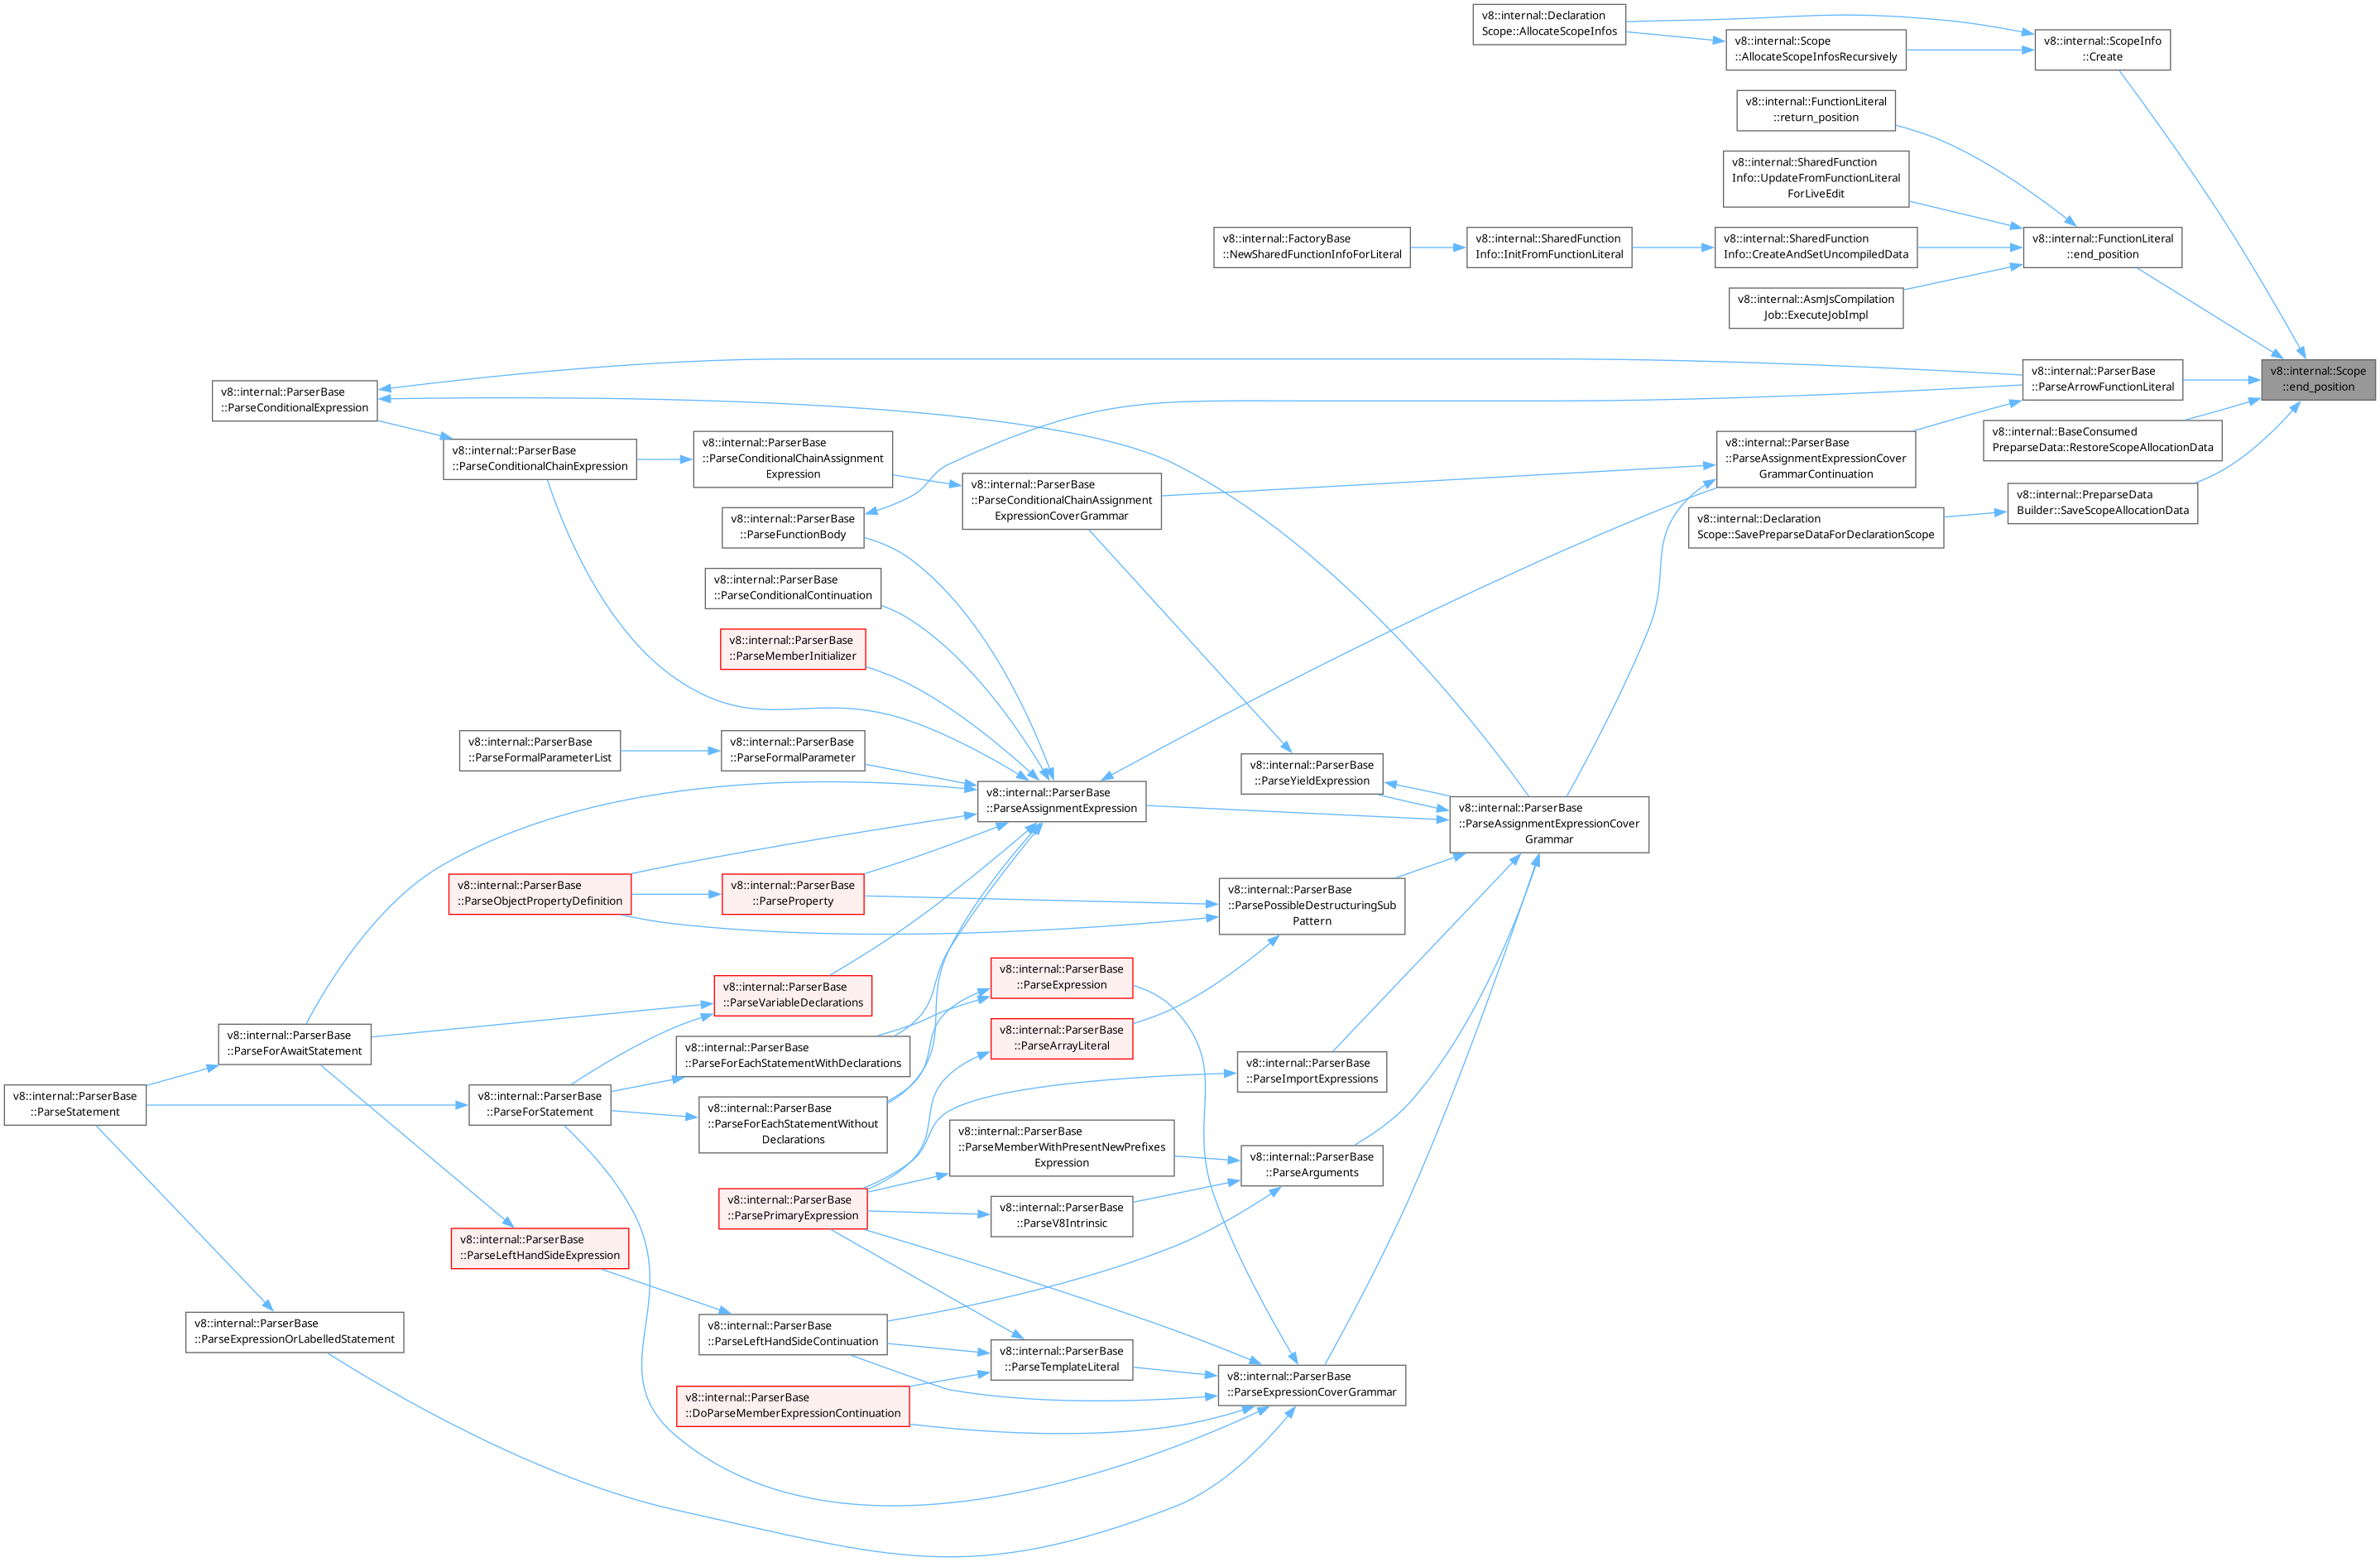 v8::internal::Declaration
Scope::AllocateScopeInfos
v8::internal::Scope
::AllocateScopeInfosRecursively
v8::internal::ScopeInfo
::Create
v8::internal::FunctionLiteral
::return_position
v8::internal::SharedFunction
Info::UpdateFromFunctionLiteral
ForLiveEdit
v8::internal::FactoryBase
::NewSharedFunctionInfoForLiteral
v8::internal::SharedFunction
Info::InitFromFunctionLiteral
v8::internal::SharedFunction
Info::CreateAndSetUncompiledData
v8::internal::FunctionLiteral
::end_position
v8::internal::AsmJsCompilation
Job::ExecuteJobImpl
v8::internal::ParserBase
::ParseArrowFunctionLiteral
v8::internal::Scope
::end_position
v8::internal::ParserBase
::ParseConditionalExpression
v8::internal::BaseConsumed
PreparseData::RestoreScopeAllocationData
v8::internal::ParserBase
::ParseConditionalChainExpression
v8::internal::ParserBase
::ParseConditionalChainAssignment
Expression
v8::internal::ParserBase
::ParseAssignmentExpressionCover
GrammarContinuation
v8::internal::ParserBase
::ParseConditionalChainAssignment
ExpressionCoverGrammar
v8::internal::PreparseData
Builder::SaveScopeAllocationData
v8::internal::ParserBase
::ParseFunctionBody
v8::internal::Declaration
Scope::SavePreparseDataForDeclarationScope
v8::internal::ParserBase
::ParseConditionalContinuation
v8::internal::ParserBase
::ParseMemberInitializer
v8::internal::ParserBase
::ParseFormalParameterList
v8::internal::ParserBase
::ParseFormalParameter
v8::internal::ParserBase
::ParseYieldExpression
v8::internal::ParserBase
::ParseAssignmentExpression
v8::internal::ParserBase
::ParseAssignmentExpressionCover
Grammar
v8::internal::ParserBase
::ParseObjectPropertyDefinition
v8::internal::ParserBase
::ParseProperty
v8::internal::ParserBase
::ParsePossibleDestructuringSub
Pattern
v8::internal::ParserBase
::ParseExpression
v8::internal::ParserBase
::ParseVariableDeclarations
v8::internal::ParserBase
::ParseArrayLiteral
v8::internal::ParserBase
::ParseForAwaitStatement
v8::internal::ParserBase
::ParseForEachStatementWithDeclarations
v8::internal::ParserBase
::ParseImportExpressions
v8::internal::ParserBase
::ParseStatement
v8::internal::ParserBase
::ParseForStatement
v8::internal::ParserBase
::ParseForEachStatementWithout
Declarations
v8::internal::ParserBase
::ParseMemberWithPresentNewPrefixes
Expression
v8::internal::ParserBase
::ParseArguments
v8::internal::ParserBase
::ParsePrimaryExpression
v8::internal::ParserBase
::ParseV8Intrinsic
v8::internal::ParserBase
::ParseLeftHandSideExpression
v8::internal::ParserBase
::ParseExpressionOrLabelledStatement
v8::internal::ParserBase
::ParseLeftHandSideContinuation
v8::internal::ParserBase
::ParseTemplateLiteral
v8::internal::ParserBase
::ParseExpressionCoverGrammar
v8::internal::ParserBase
::DoParseMemberExpressionContinuation